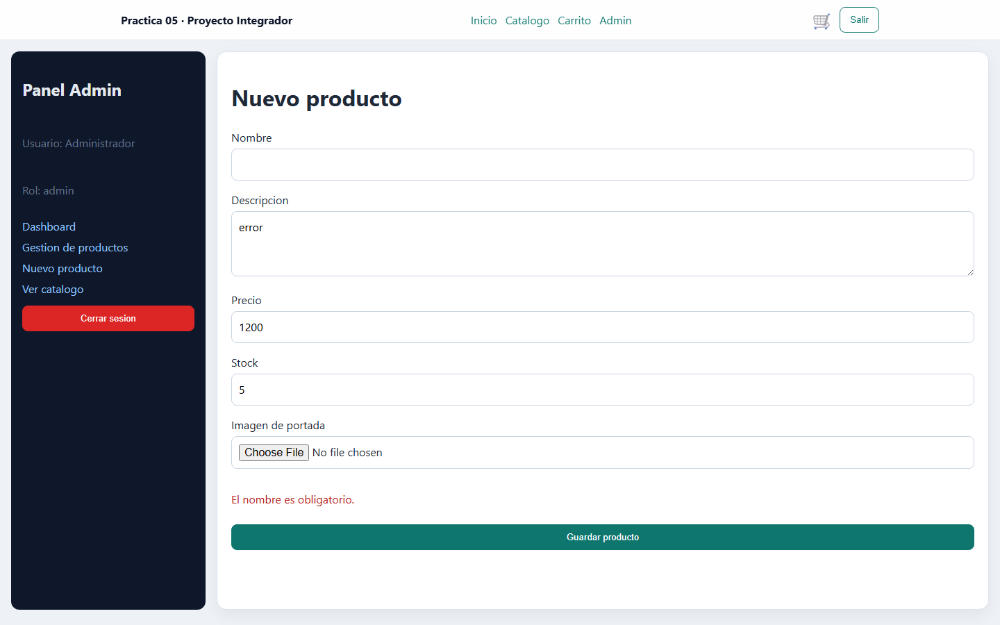 Practica 05 · Proyecto Integrador
Inicio Catalogo Carrito Admin
Salir
Panel Admin
Usuario: Administrador
Rol: admin
Dashboard
Gestion de productos
Nuevo producto
Ver catalogo
Cerrar sesion
Nuevo producto
Nombre
Descripcion
error
Precio
1200
Stock
5
Imagen de portada
Choose File No file chosen
El nombre es obligatorio.
Guardar producto